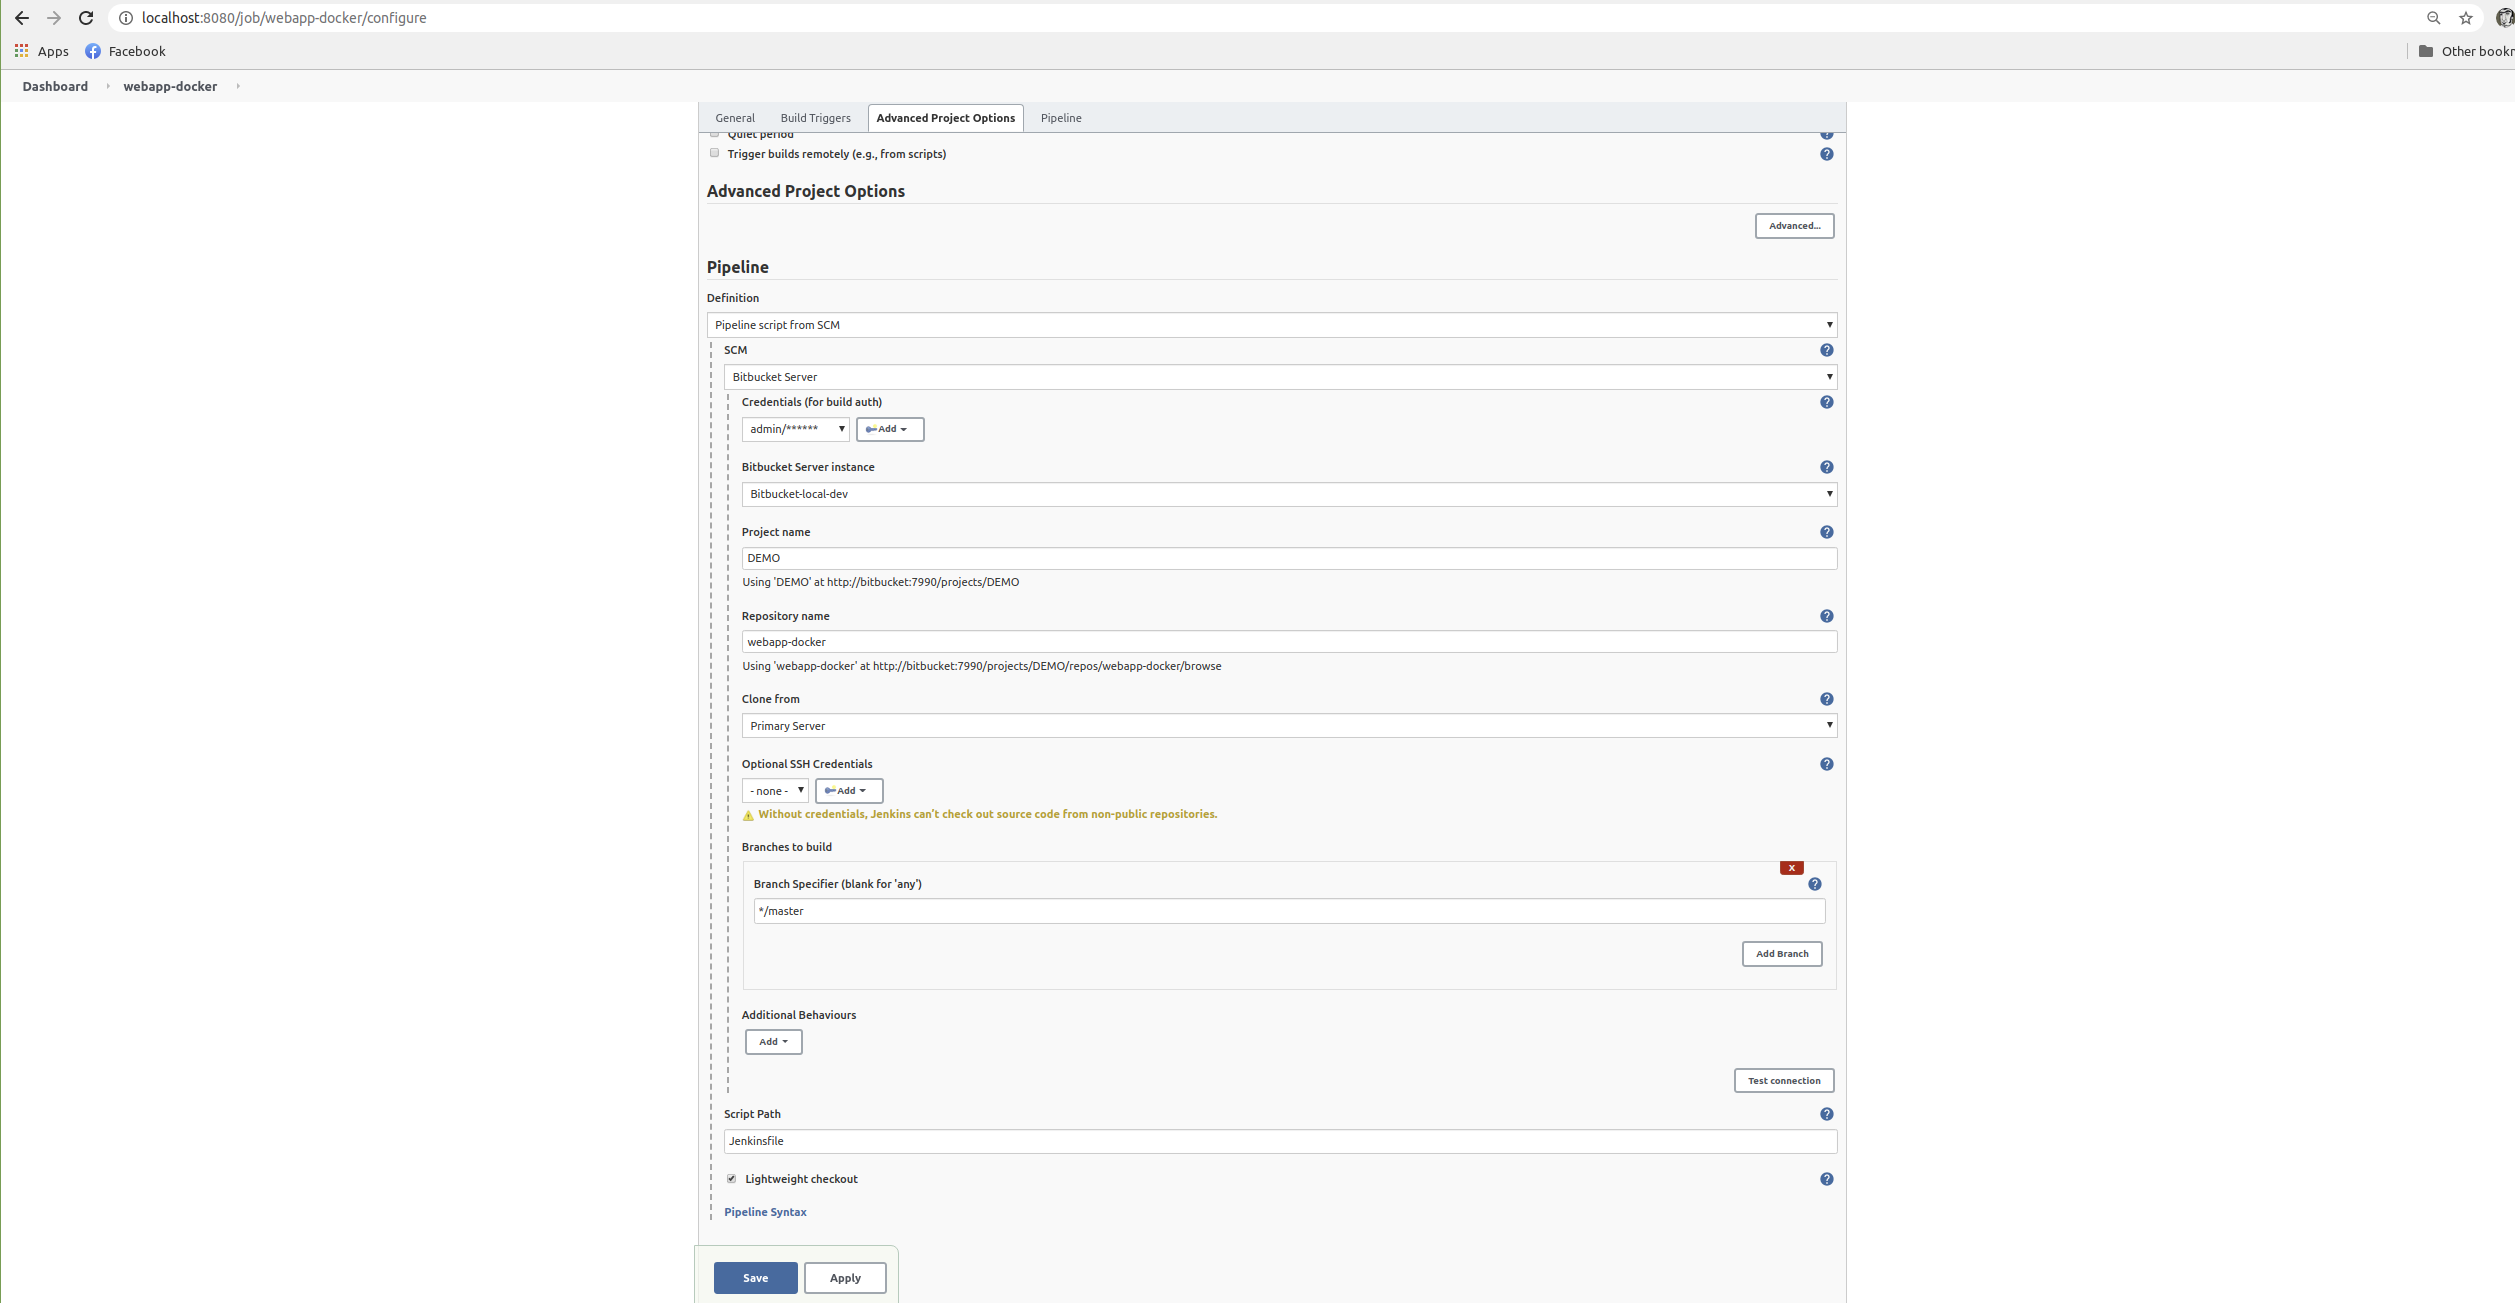 localhost:8080/job/webapp-docker/configure
Apps Facebook Other bookr
Dashboard webapp-docker
General Build Triggers Advanced Project Options Pipeline
Quiet period
Trigger builds remotely (e.g., from scripts)
Advanced Project Options
Advanced...
Pipeline
Definition
Pipeline script from SCM
SCM
Bitbucket Server
Credentials (for build auth)
admin/****** Add
Bitbucket Server instance
Bitbucket-local-dev
Project name
DEMO
Using 'DEMO' at http://bitbucket:7990/projects/DEMO
Repository name
webapp-docker
Using 'webapp-docker' at http://bitbucket:7990/projects/DEMO/repos/webapp-docker/browse
Clone from
Primary Server
Optional SSH Credentials
- none - Add
Without credentials, Jenkins can't check out source code from non-public repositories.
Branches to build
X
Branch Specifier (blank for 'any')
*/master
Add Branch
Additional Behaviours
Add
Test connection
Script Path
Jenkinsfile
Lightweight checkout
Pipeline Syntax
Save Apply